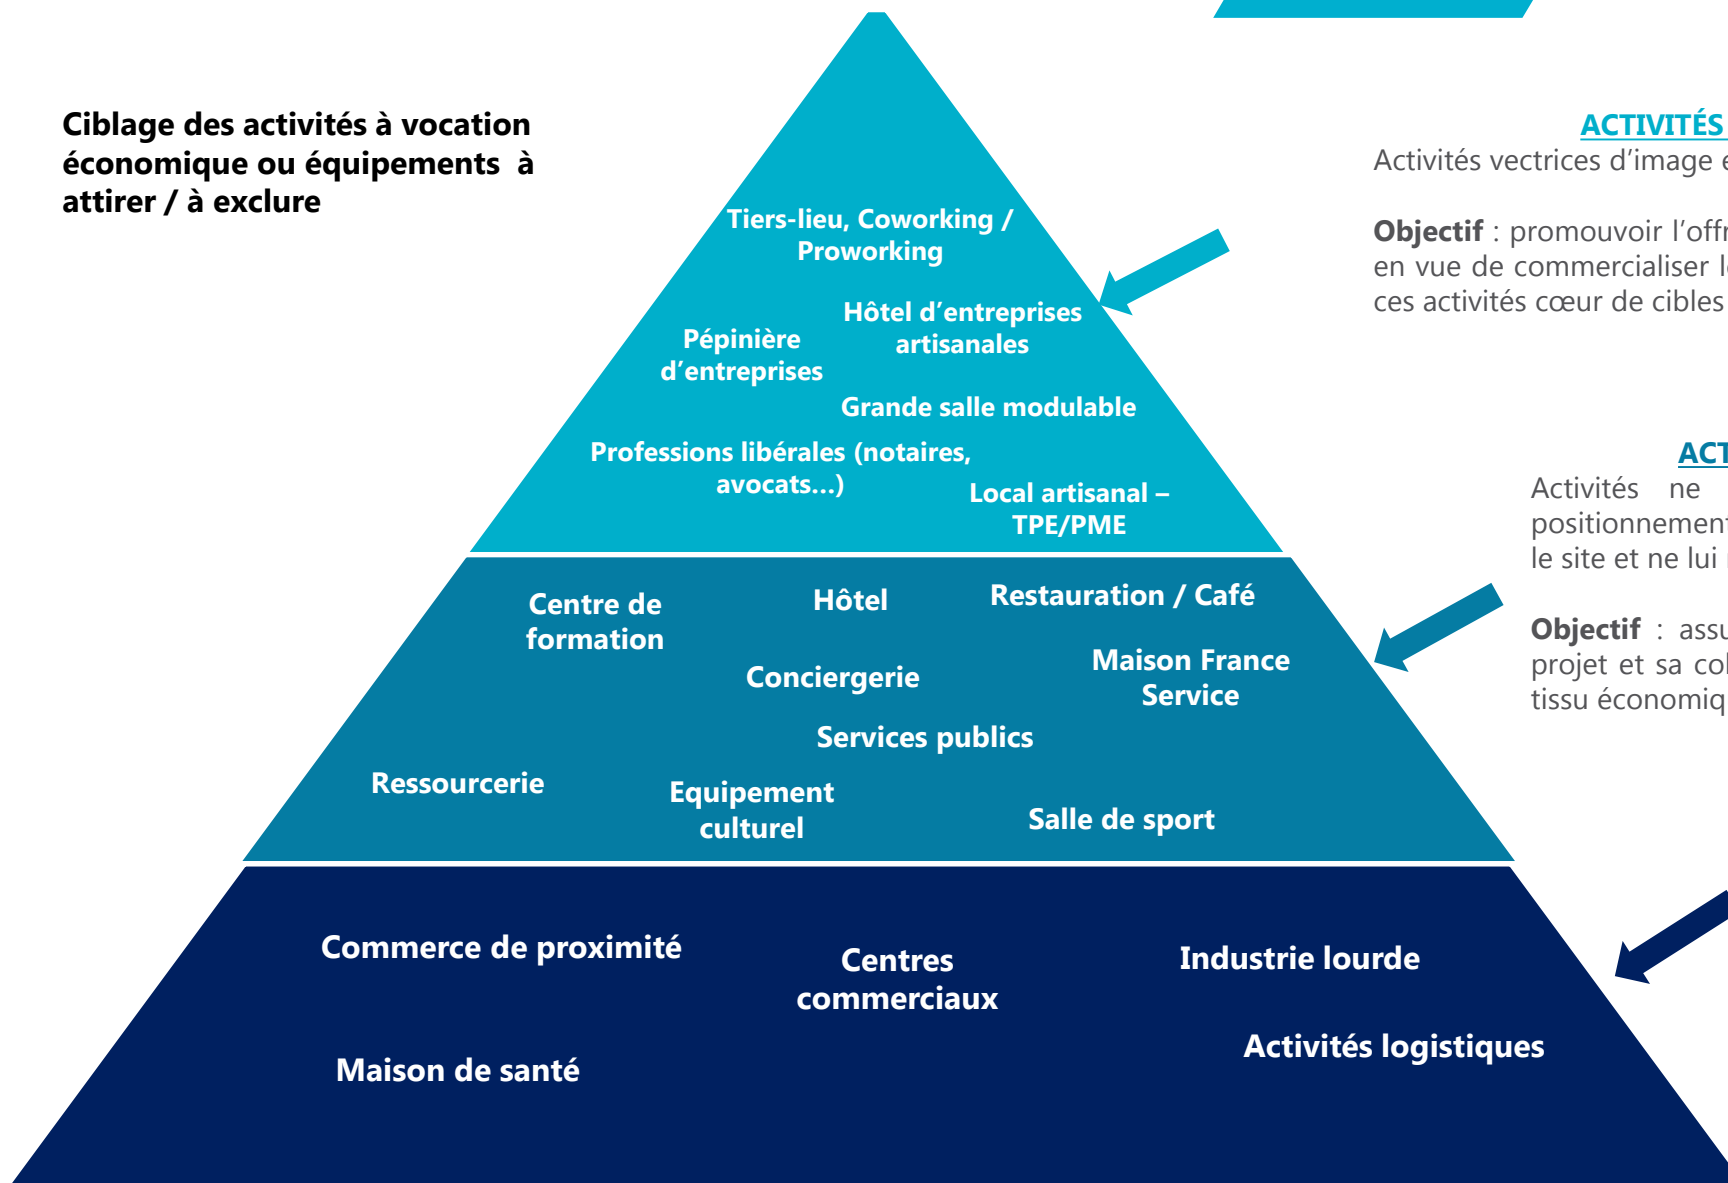 Ciblage des activités à vocation
économique ou équipements à
attirer / à exclure
Tiers-lieu, Coworking /
Proworking
Hôtel d’entreprises
artisanales
Pépinière
d’entreprises
Grande salle modulable
Professions libérales (notaires,
avocats…)
Local artisanal –
TPE/PME
Centre de
formation
Hôtel
Restauration / Café
Conciergerie
Maison France
Service
Services publics
Ressourcerie
Equipement
culturel
Salle de sport
Commerce de proximité
Centres
commerciaux
Industrie lourde
Activités logistiques
Maison de santé
ACTIVITÉS
Activités vectrices d’image
Objectif : promouvoir l’offr
en vue de commercialiser
ces activités cœur de cibles
ACT
Activités ne
positionnement
le site et ne lui
Objectif : assu
projet et sa
tissu économiq